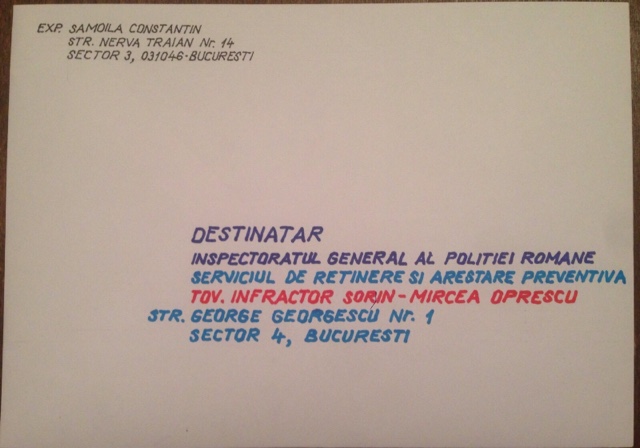 EXP. SAMOILA CONSTANTIN
STR. NERVA TRAIAN Nr. 14
SECTOR 3, 031046-BUCURESTI
DESTINATAR
INSPECTORATUL GENERAL AL POLITIEI ROMANE
SERVICIUL DE RETINERE SI ARESTARE PREVENTIVA
TOV. INFRACTOR SORIN-MIRCEA OPRESCU
STR. GEORGE GEORGESCU Nr. 1
SECTOR 4, BUCURESTI